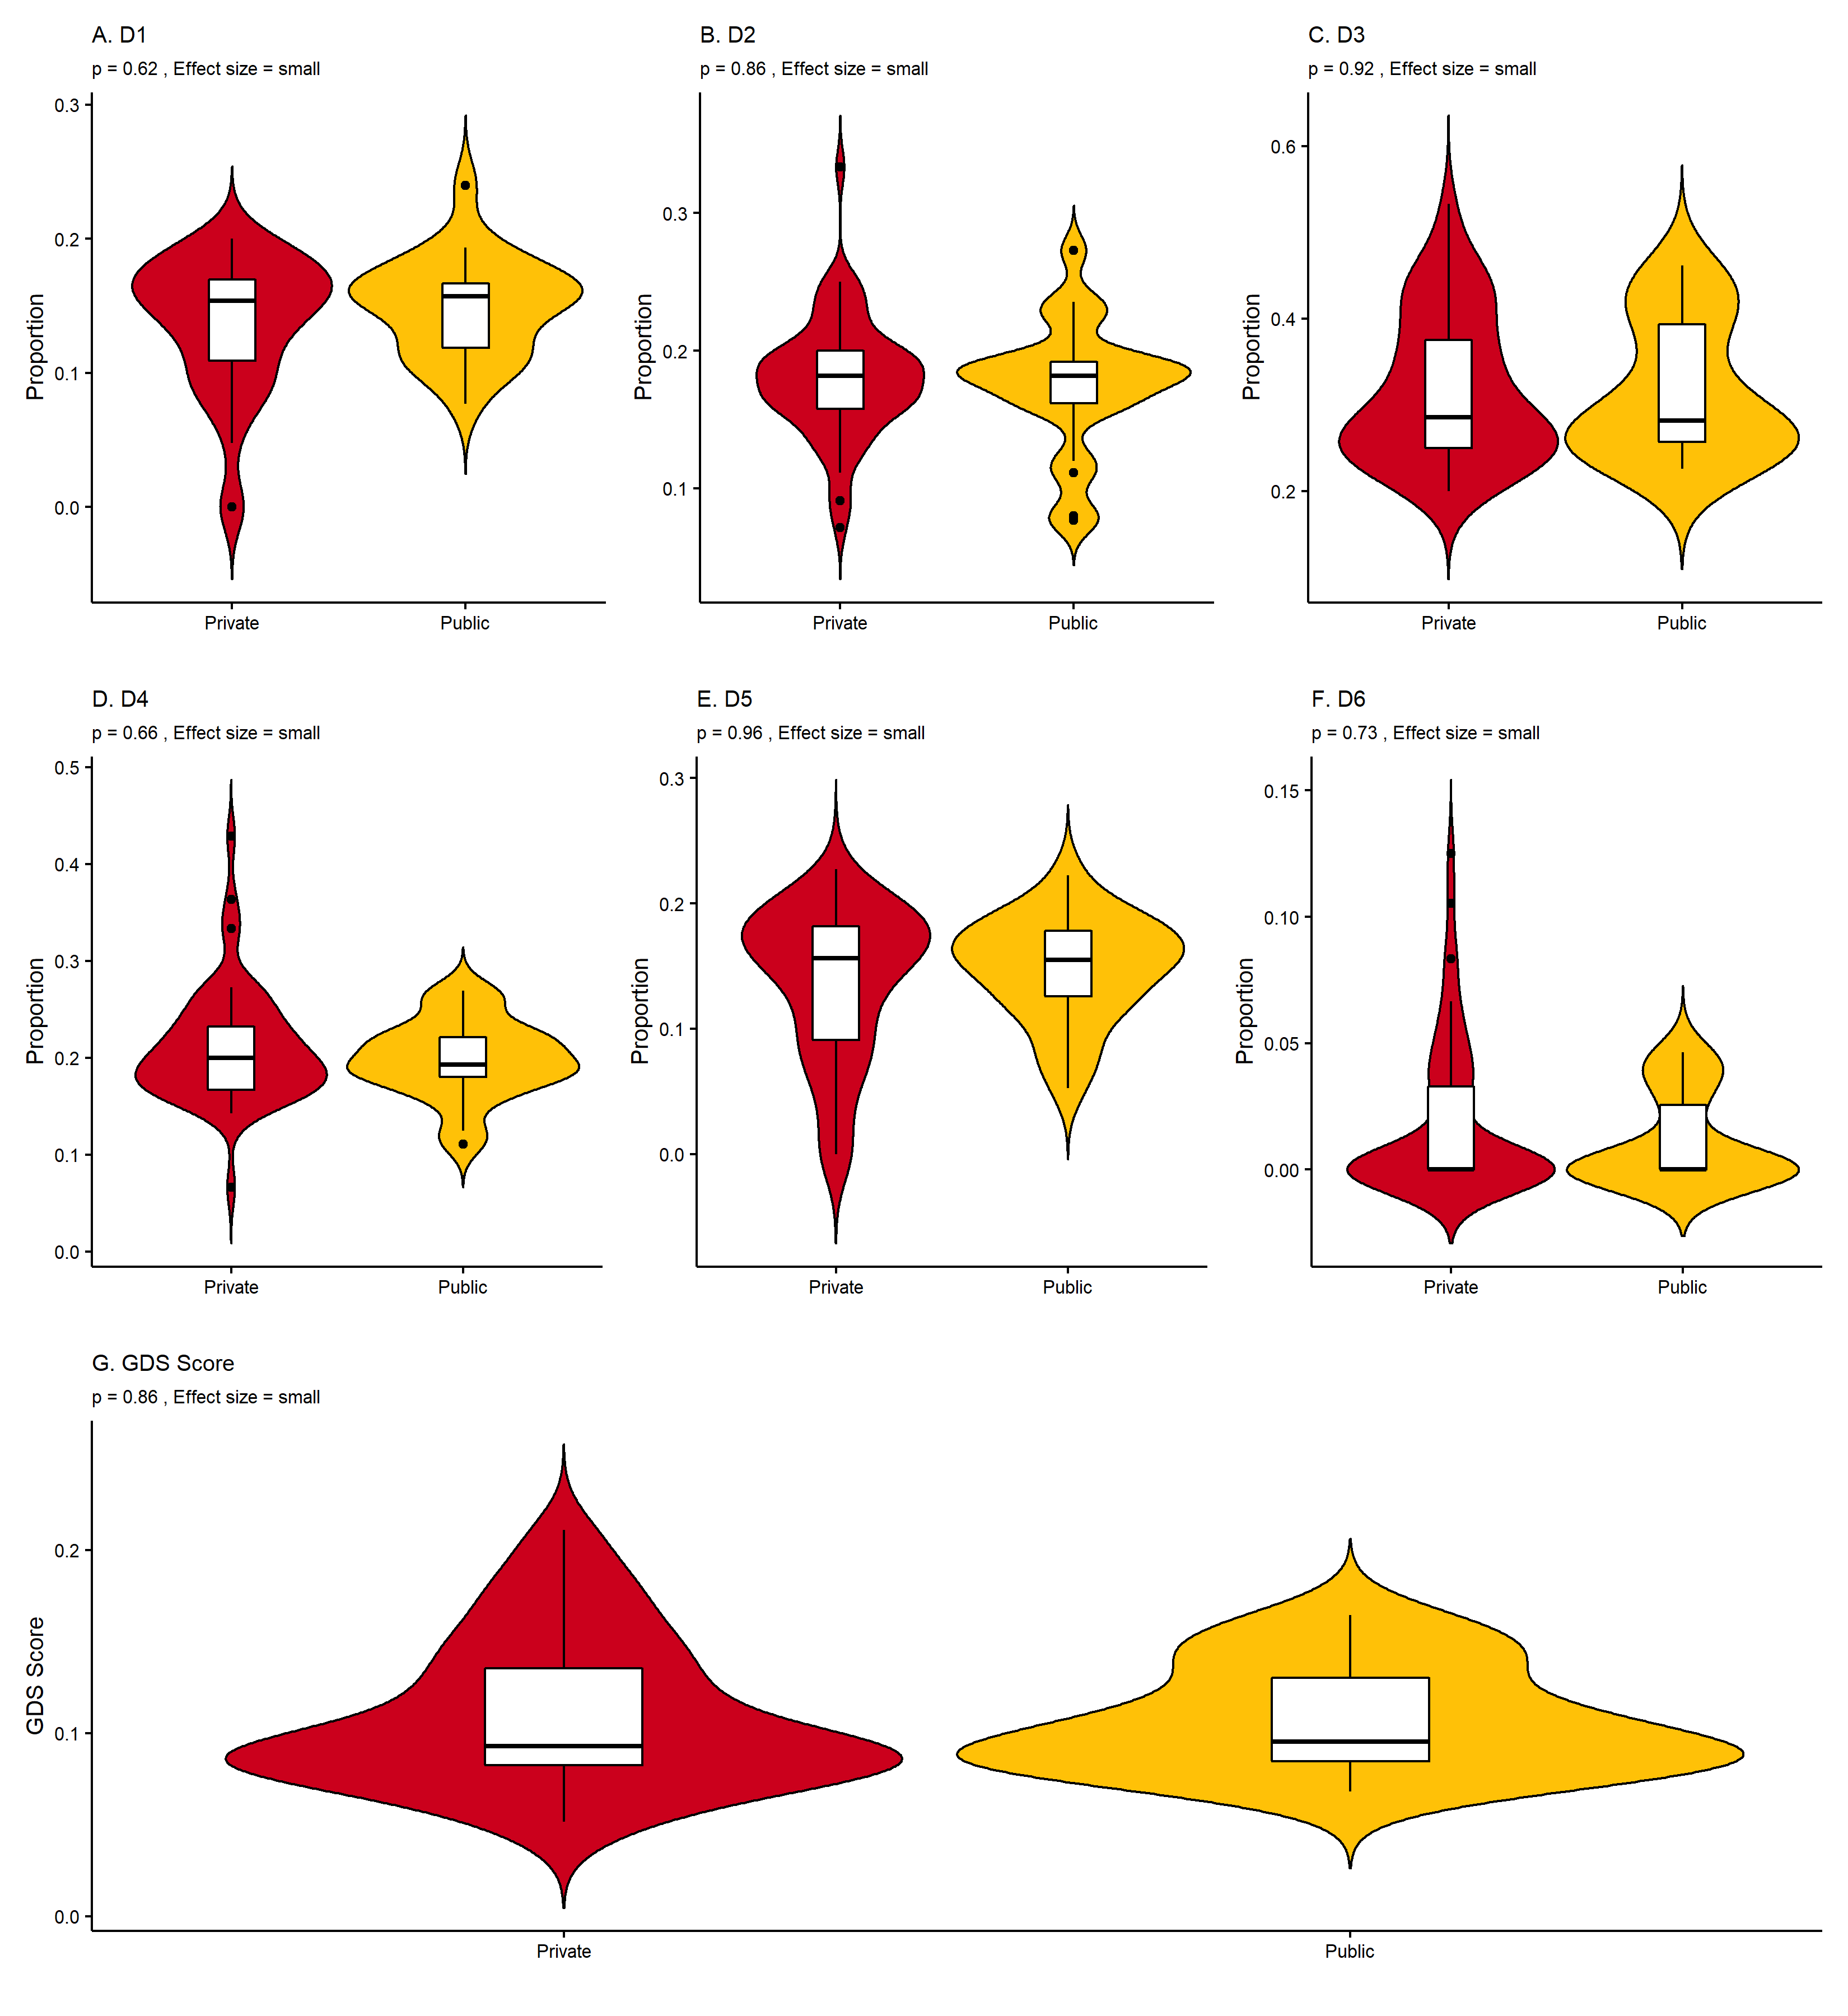 A. D1
p = 0.62 , Effect size = small
Proportion
0.3
0.2
0.1
0.0
Private
Public
B. D2
p = 0.86 , Effect size = small
Proportion
0.3
0.2
0.1
Private
Public
C. D3
p = 0.92 , Effect size = small
Proportion
0.6
0.4
0.2
Private
Public
D. D4
p = 0.66 , Effect size = small
Proportion
0.5
0.4
0.3
0.2
0.1
0.0
Private
Public
E. D5
p = 0.96 , Effect size = small
Proportion
0.3
0.2
0.1
0.0
Private
Public
F. D6
p = 0.73 , Effect size = small
Proportion
0.15
0.10
0.05
0.00
Private
Public
G. GDS Score
p = 0.86 , Effect size = small
GDS Score
0.2
0.1
0.0
Private
Public